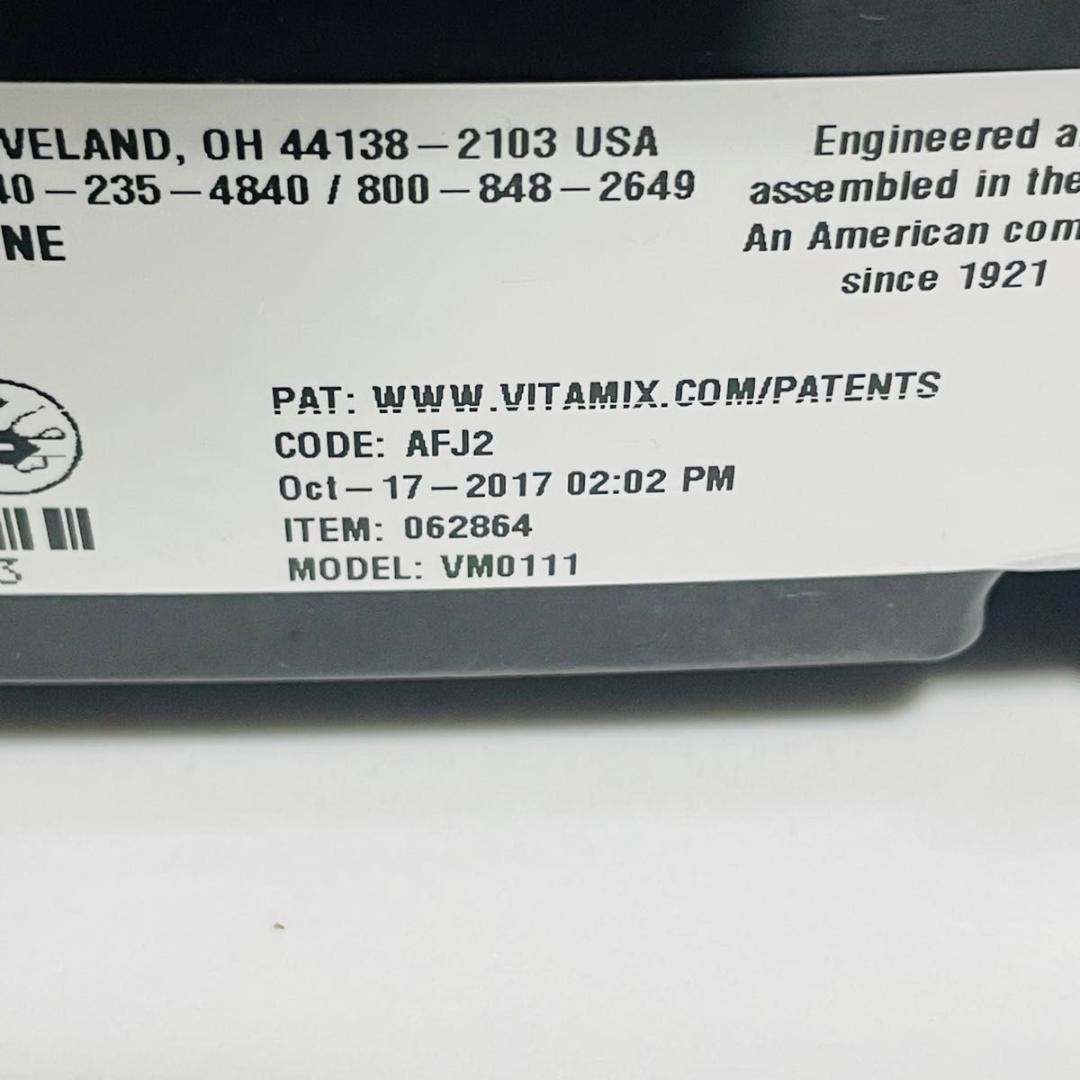 VELAND, OH 44138-2103 USA
40-235-4840 / 800-848-2649
NE
Engineered a
assembled in the
An American com
since 1921
PAT: WWW.VITAMIX.COM/PATENTS
CODE: AFJ2
Oct-17-2017 02:02 PM
ITEM: 062864
MODEL: VM0111
3